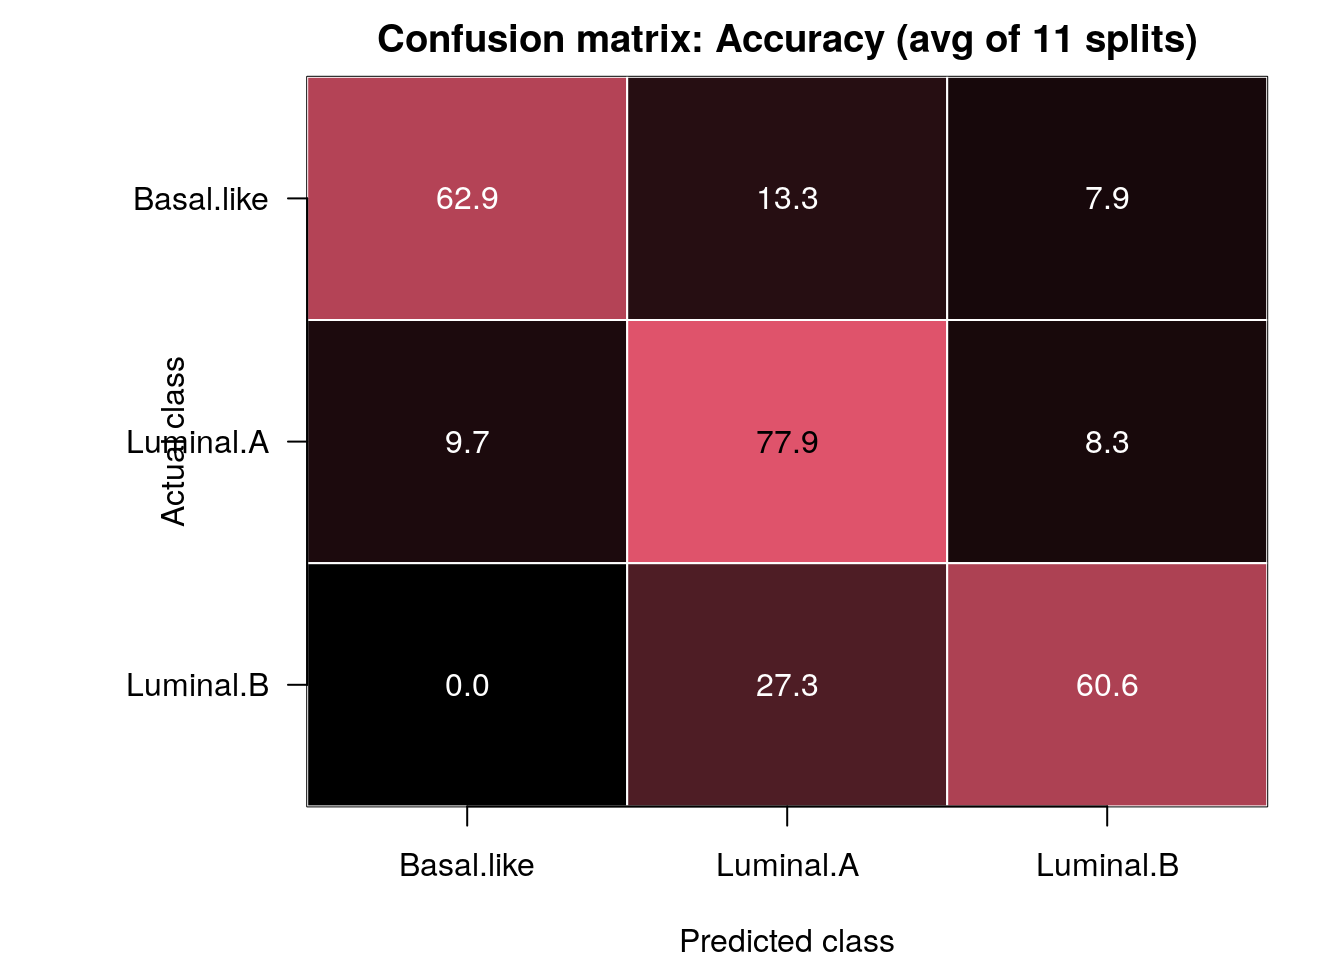 Confusion matrix: Accuracy (avg of 11 splits)
Actual class
Basal.like 62.9 13.3 7.9
Luminal.A 9.7 77.9 8.3
Luminal.B 0.0 27.3 60.6
Basal.like Luminal.A Luminal.B
Predicted class